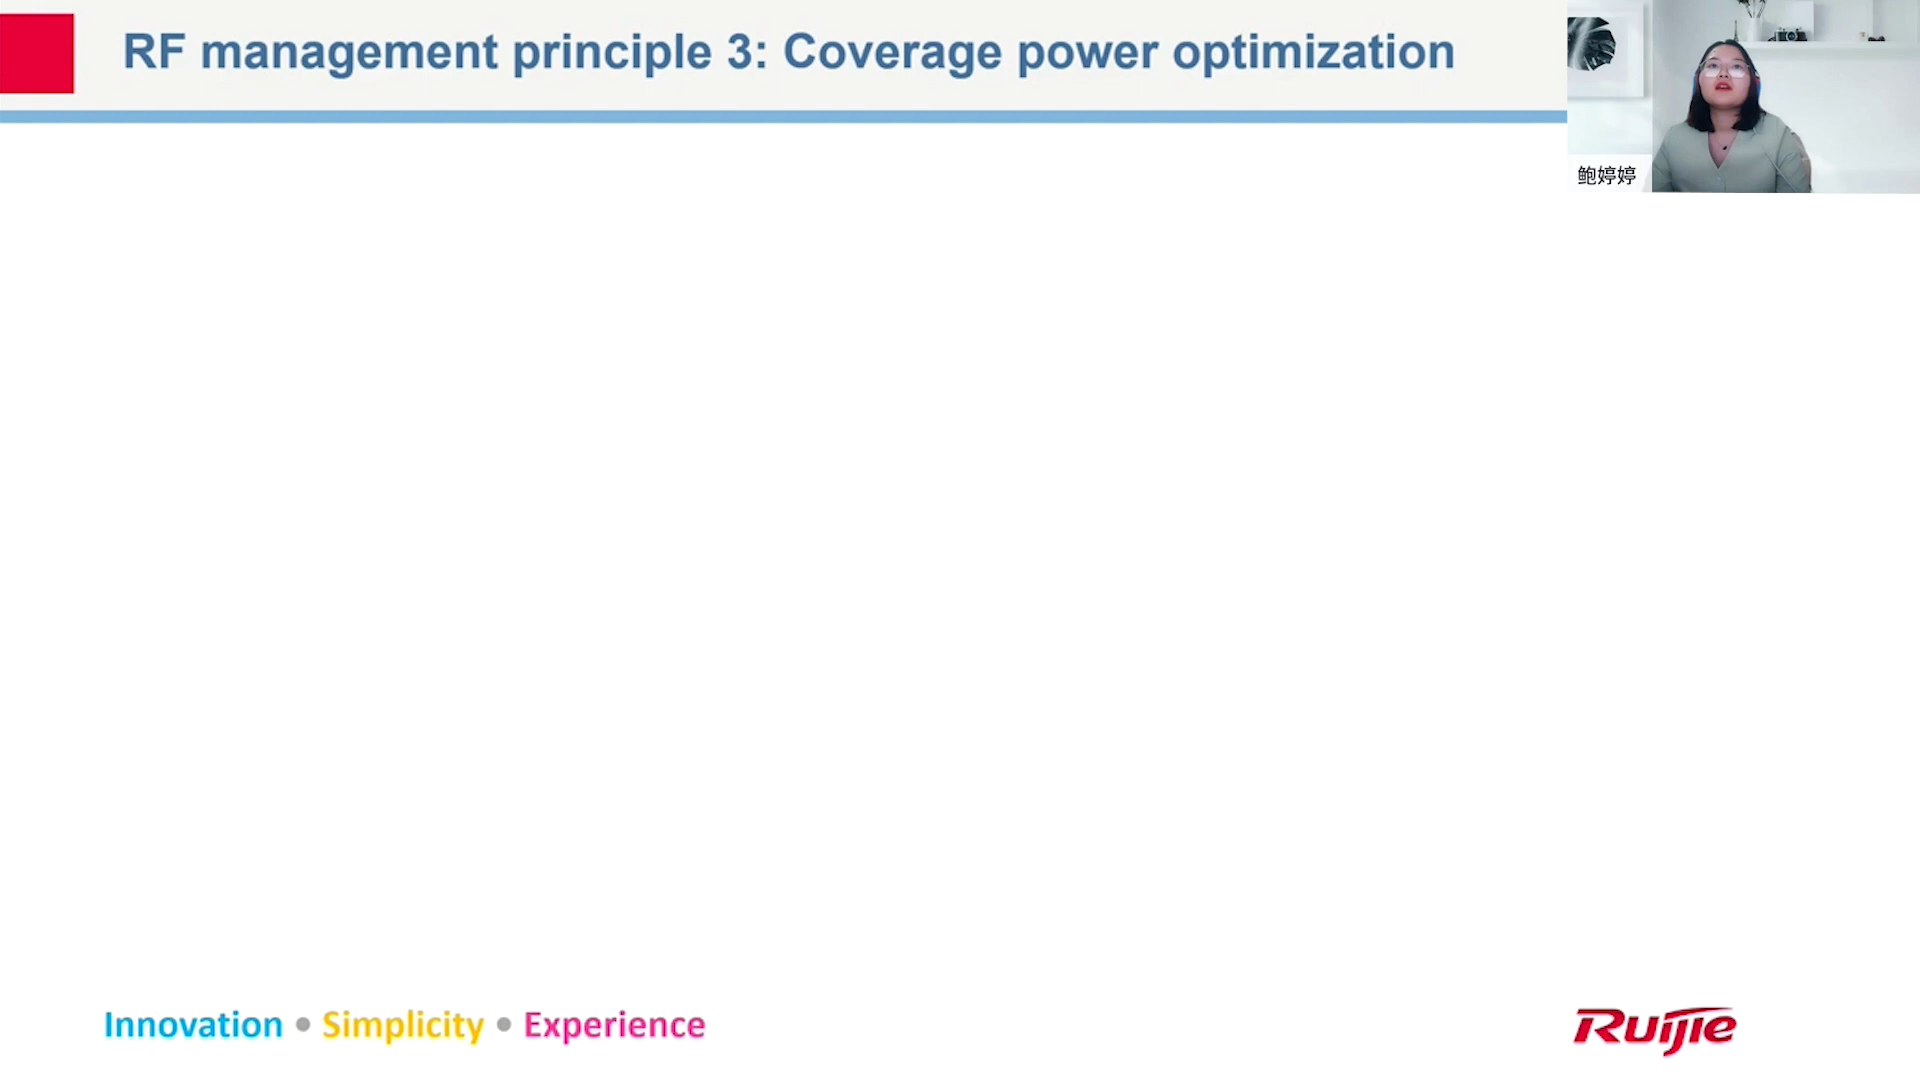 RF management principle 3: Coverage power optimization
鲍婷婷
Innovation • Simplicity • Experience
Ruijie